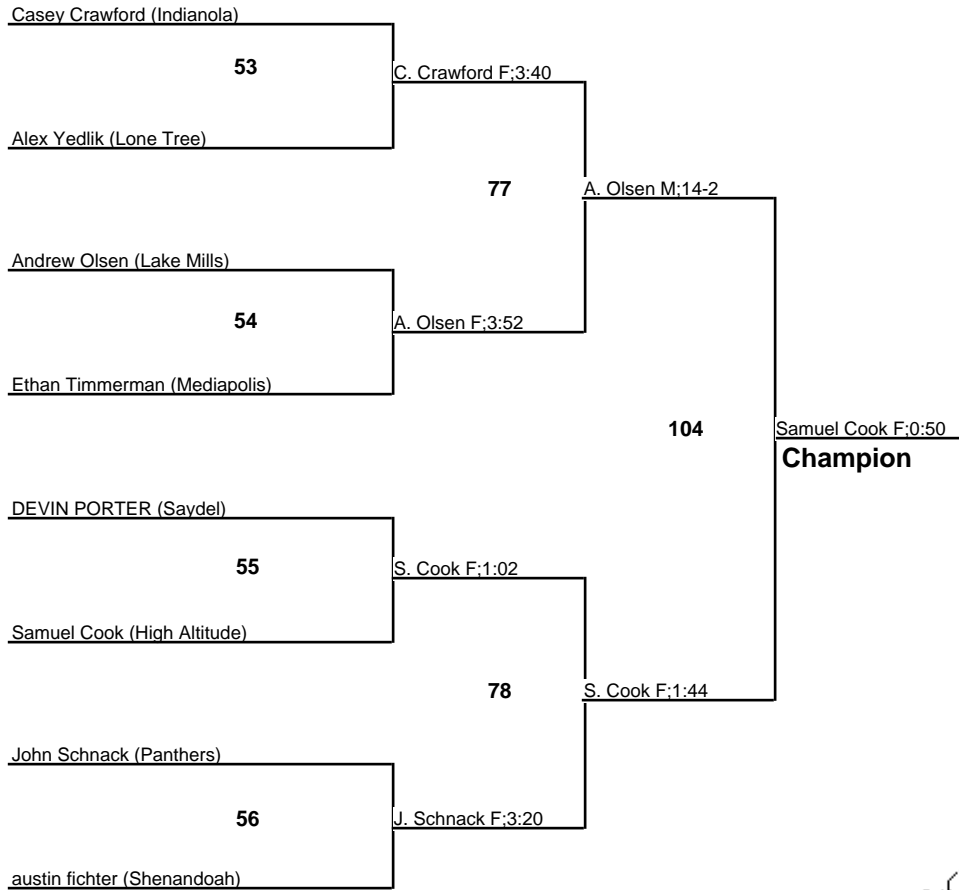 Casey Crawford (Indianola)
53
C. Crawford F;3:40
Alex Yedlik (Lone Tree)
77
A. Olsen M;14-2
Andrew Olsen (Lake Mills)
54
A. Olsen F;3:52
Ethan Timmerman (Mediapolis)
104
Samuel Cook F;0:50
Champion
DEVIN PORTER (Saydel)
55
S. Cook F;1:02
Samuel Cook (High Altitude)
78
S. Cook F;1:44
John Schnack (Panthers)
56
J. Schnack F;3:20
austin fichter (Shenandoah)